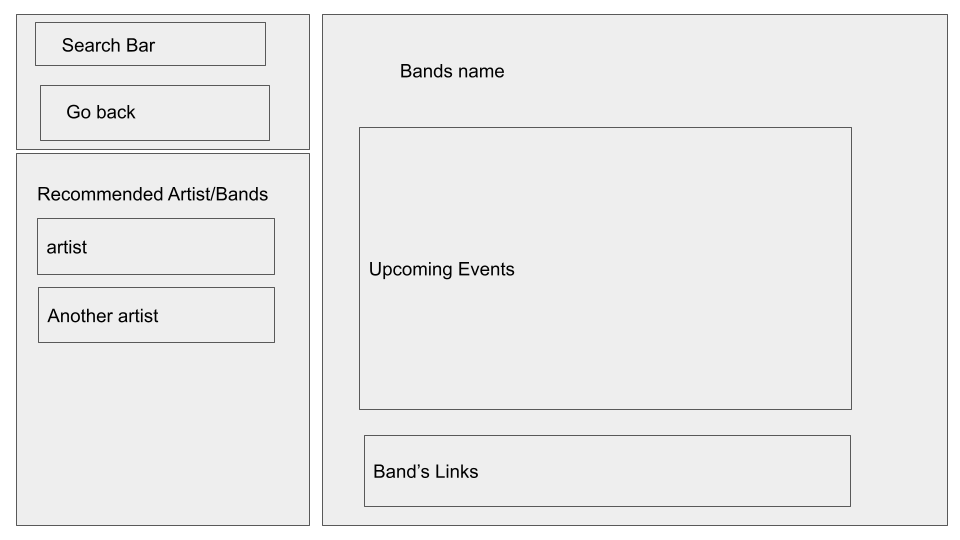 Search Bar
Go back
Recommended Artist/Bands
artist
Another artist
Bands name
Upcoming Events
Band’s Links